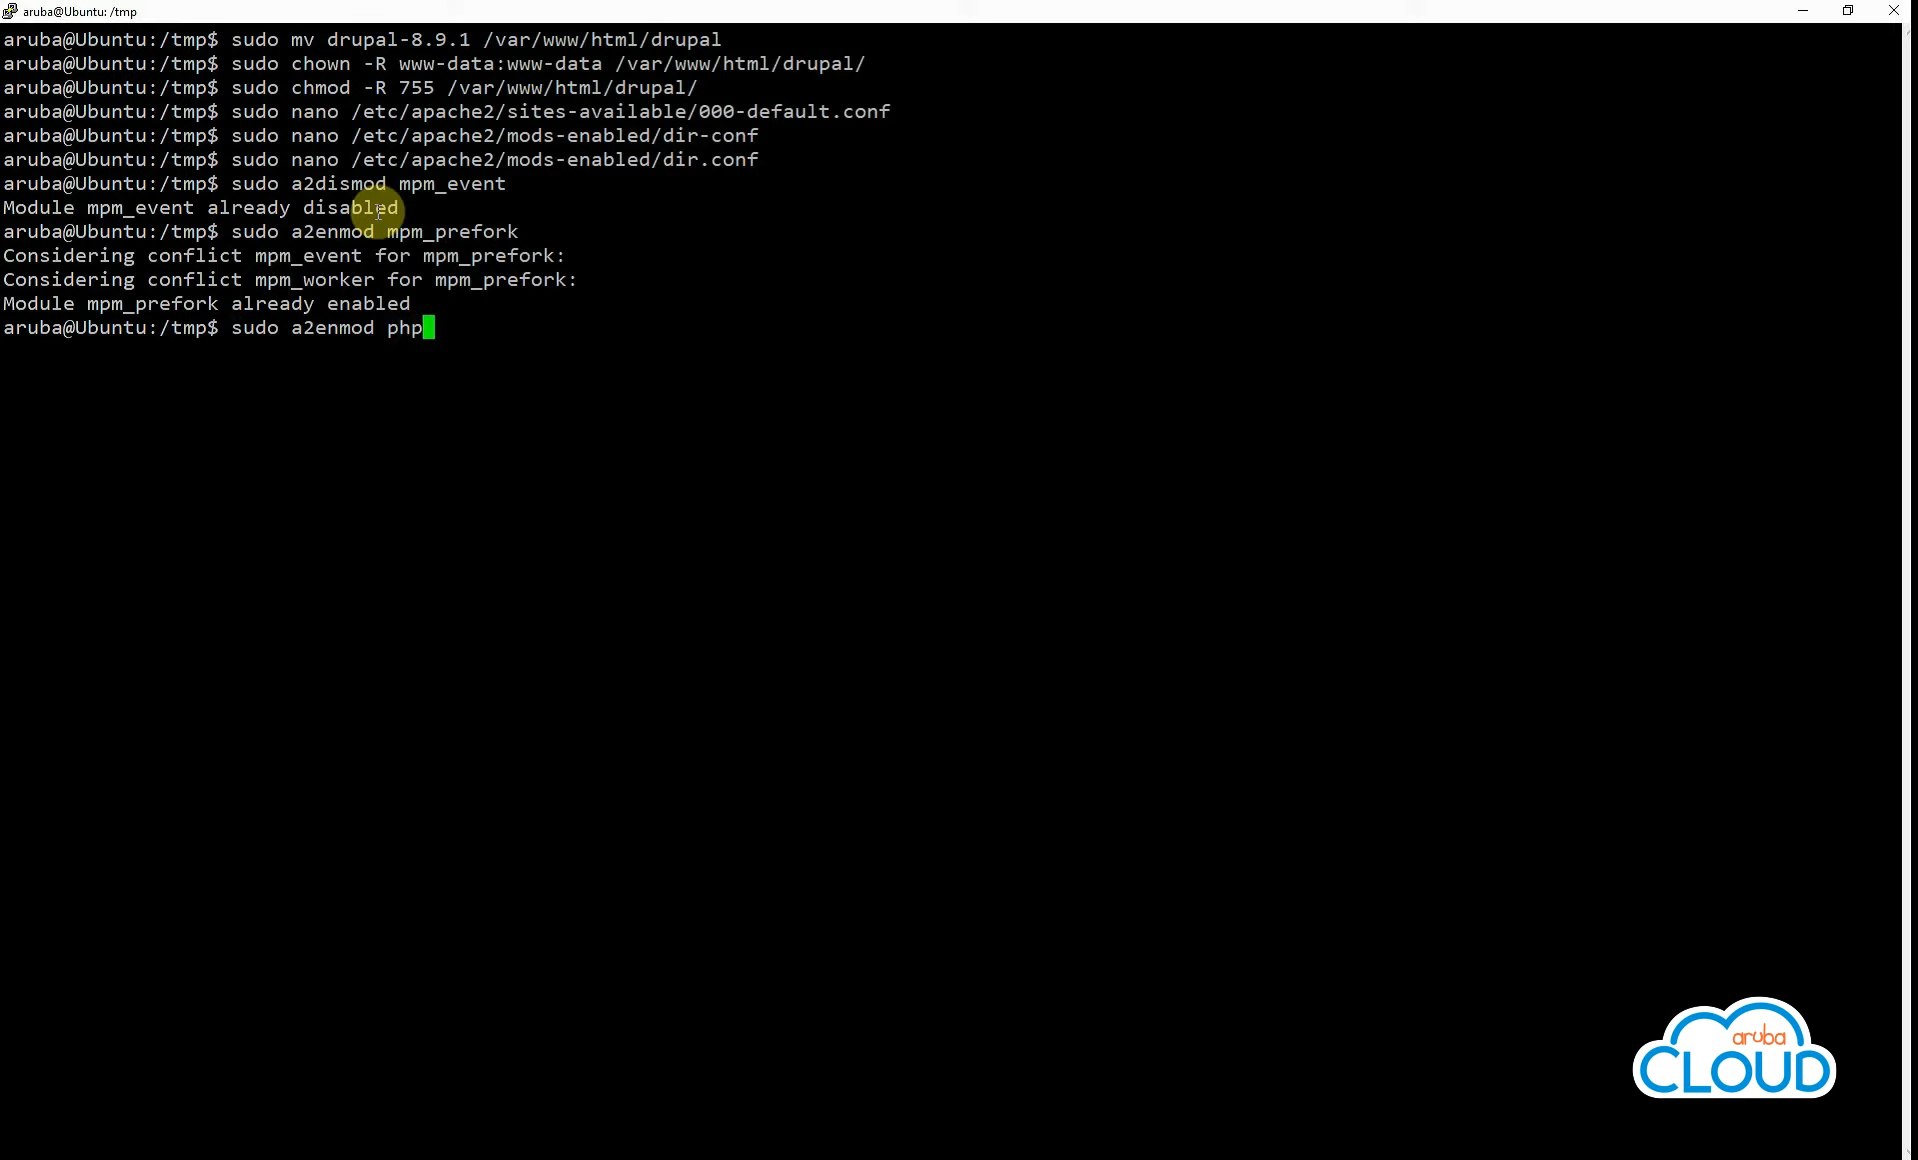 aruba@Ubuntu: /tmp
aruba@Ubuntu:/tmp$ sudo mv drupal-8.9.1 /var/www/html/drupal
aruba@Ubuntu:/tmp$ sudo chown -R www-data:www-data /var/www/html/drupal/
aruba@Ubuntu:/tmp$ sudo chmod -R 755 /var/www/html/drupal/
aruba@Ubuntu:/tmp$ sudo nano /etc/apache2/sites-available/000-default.conf
aruba@Ubuntu:/tmp$ sudo nano /etc/apache2/mods-enabled/dir-conf
aruba@Ubuntu:/tmp$ sudo nano /etc/apache2/mods-enabled/dir.conf
aruba@Ubuntu:/tmp$ sudo a2dismod mpm_event
Module mpm_event already disabled
aruba@Ubuntu:/tmp$ sudo a2enmod mpm_prefork
Considering conflict mpm_event for mpm_prefork:
Considering conflict mpm_worker for mpm_prefork:
Module mpm_prefork already enabled
aruba@Ubuntu:/tmp$ sudo a2enmod php
aruba
CLOUD